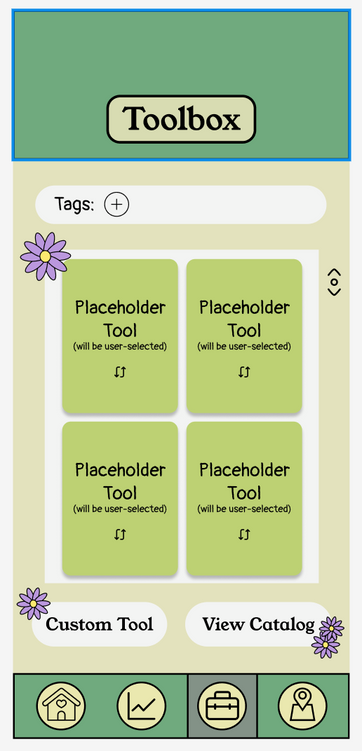 Toolbox
Tags:
Placeholder
Tool
(will be user-selected)
Placeholder
Tool
(will be user-selected)
Placeholder
Tool
(will be user-selected)
Placeholder
Tool
(will be user-selected)
Custom Tool
View Catalog